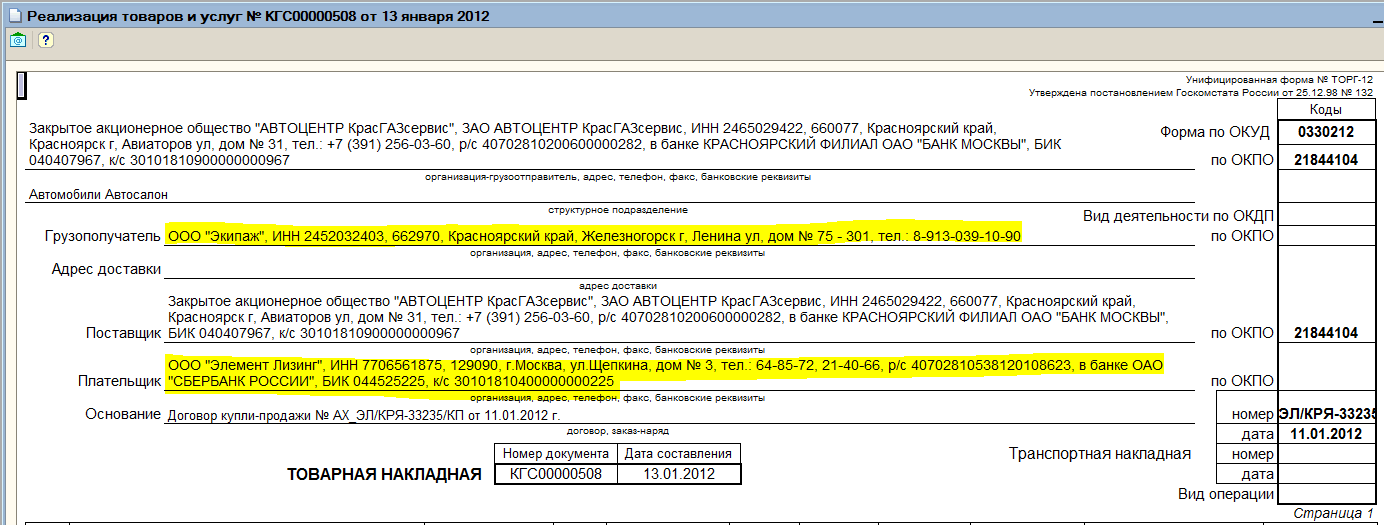 Реализация товаров и услуг № КГС00000508 от 13 января 2012
Унифицированная форма № ТОРГ-12
Утверждена постановлением Госкомстата России от 25.12.98 № 132
Коды
Форма по ОКУД 0330212
Закрытое акционерное общество "АВТОЦЕНТР КрасГАЗсервис", ЗАО АВТОЦЕНТР КрасГАЗсервис, ИНН 2465029422, 660077, Красноярский край,
Красноярск г, Авиаторов ул, дом № 31, тел.: +7 (391) 256-03-60, р/с 40702810200600000282, в банке КРАСНОЯРСКИЙ ФИЛИАЛ ОАО "БАНК МОСКВЫ", БИК
040407967, к/с 30101810900000000967
по ОКПО 21844104
организация-грузоотправитель, адрес, телефон, факс, банковские реквизиты
Автомобили Автосалон
структурное подразделение
Вид деятельности по ОКДП
Грузополучатель ООО "Экипаж", ИНН 2452032403, 662970, Красноярский край, Железногорск г, Ленина ул, дом № 75 - 301, тел.: 8-913-039-10-90
по ОКПО
организация, адрес, телефон, факс, банковские реквизиты
Адрес доставки
адрес доставки
Закрытое акционерное общество "АВТОЦЕНТР КрасГАЗсервис", ЗАО АВТОЦЕНТР КрасГАЗсервис, ИНН 2465029422, 660077, Красноярский край,
Красноярск г, Авиаторов ул, дом № 31, тел.: +7 (391) 256-03-60, р/с 40702810200600000282, в банке КРАСНОЯРСКИЙ ФИЛИАЛ ОАО "БАНК МОСКВЫ",
Поставщик БИК 040407967, к/с 30101810900000000967
по ОКПО 21844104
организация, адрес, телефон, факс, банковские реквизиты
ООО "Элемент Лизинг", ИНН 7706561875, 129090, г.Москва, ул.Щепкина, дом № 3, тел.: 64-85-72, 21-40-66, р/с 40702810538120108623, в банке ОАО
Плательщик "СБЕРБАНК РОССИИ", БИК 044525225, к/с 30101810400000000225
по ОКПО
организация, адрес, телефон, факс, банковские реквизиты
Основание Договор купли-продажи № АХ_ЭЛ/КРЯ-33235/КП от 11.01.2012 г.
номер ЭЛ/КРЯ-33235
договор, заказ-наряд
дата 11.01.2012
Номер документа Дата составления
Транспортная накладная номер
ТОВАРНАЯ НАКЛАДНАЯ КГС00000508 13.01.2012
дата
Вид операции
Страница 1